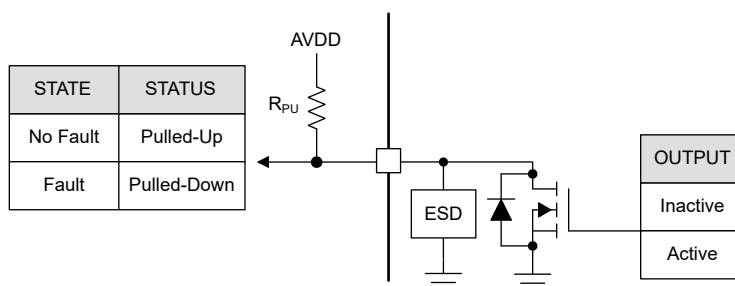 AVDD
R_PU
STATE STATUS
No Fault Pulled-Up
Fault Pulled-Down
ESD
OUTPUT
Inactive
Active